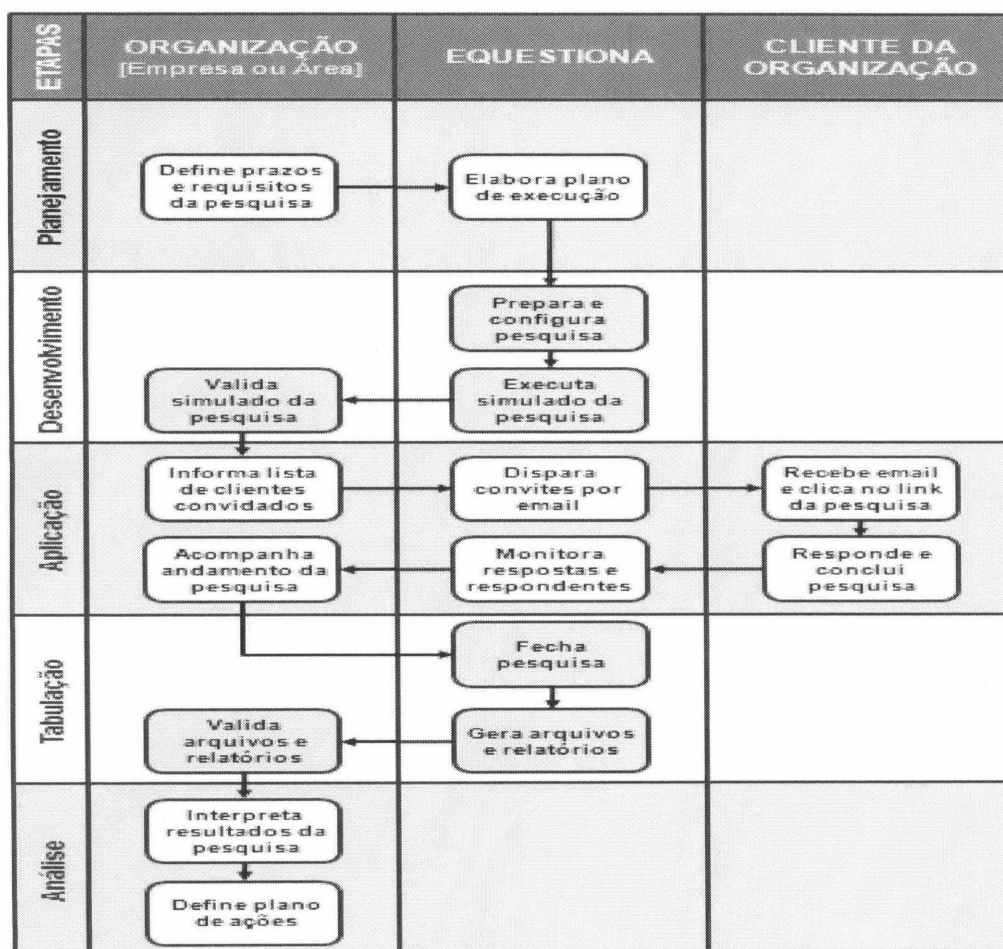 ETAPAS
ORGANIZAÇÃO
[Empresa ou Área]
EQUESTIONA
CLIENTE DA
ORGANIZAÇÃO
Planejamento
Define prazos
e requisitos
da pesquisa
Elabora plano
de execução
Desenvolvimento
Prepara e
configura
pesquisa
Valida
simulado da
pesquisa
Executa
simulado da
pesquisa
Aplicação
Informa lista
de clientes
convidados
Dispara
convites por
email
Recebe email
e clica no link
da pesquisa
Acompanha
andamento da
pesquisa
Monitora
respostas e
respondentes
Responde e
conclui
pesquisa
Tabulação
Fecha
pesquisa
Valida
arquivos e
relatórios
Gera arquivos
e relatórios
Análise
Interpreta
resultados da
pesquisa
Define plano
de ações